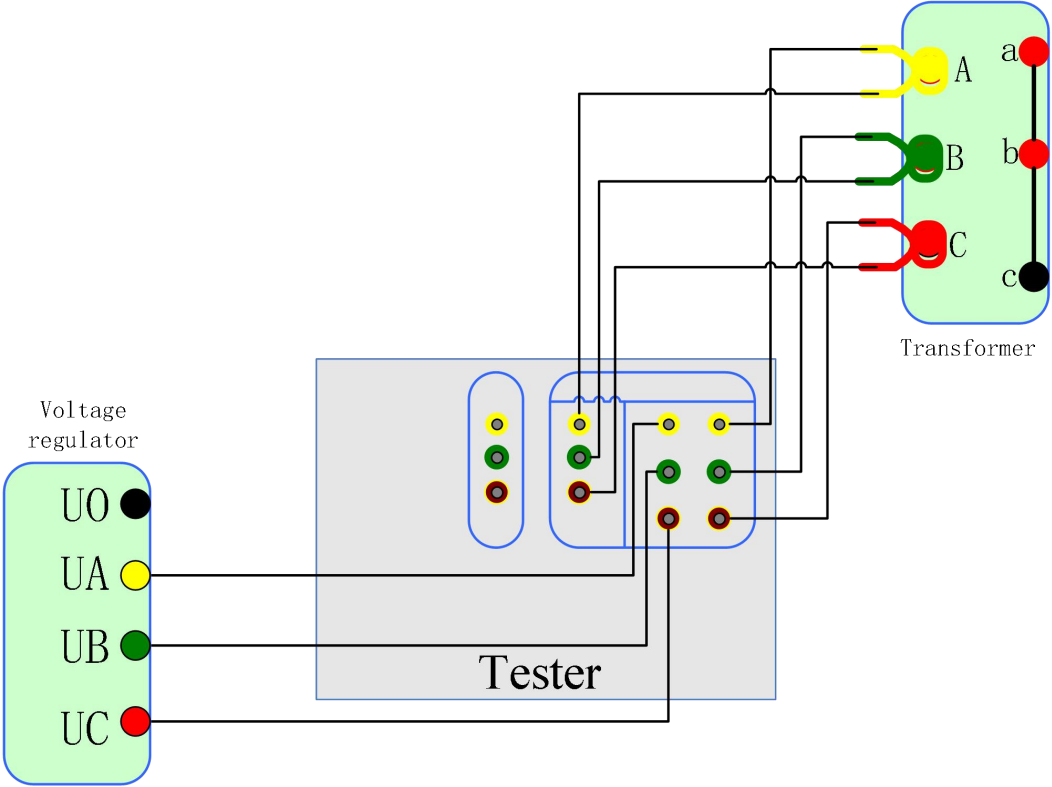 A
a
B
b
C
c
Transformer
Voltage
regulator
UO
UA
UB
UC
Tester